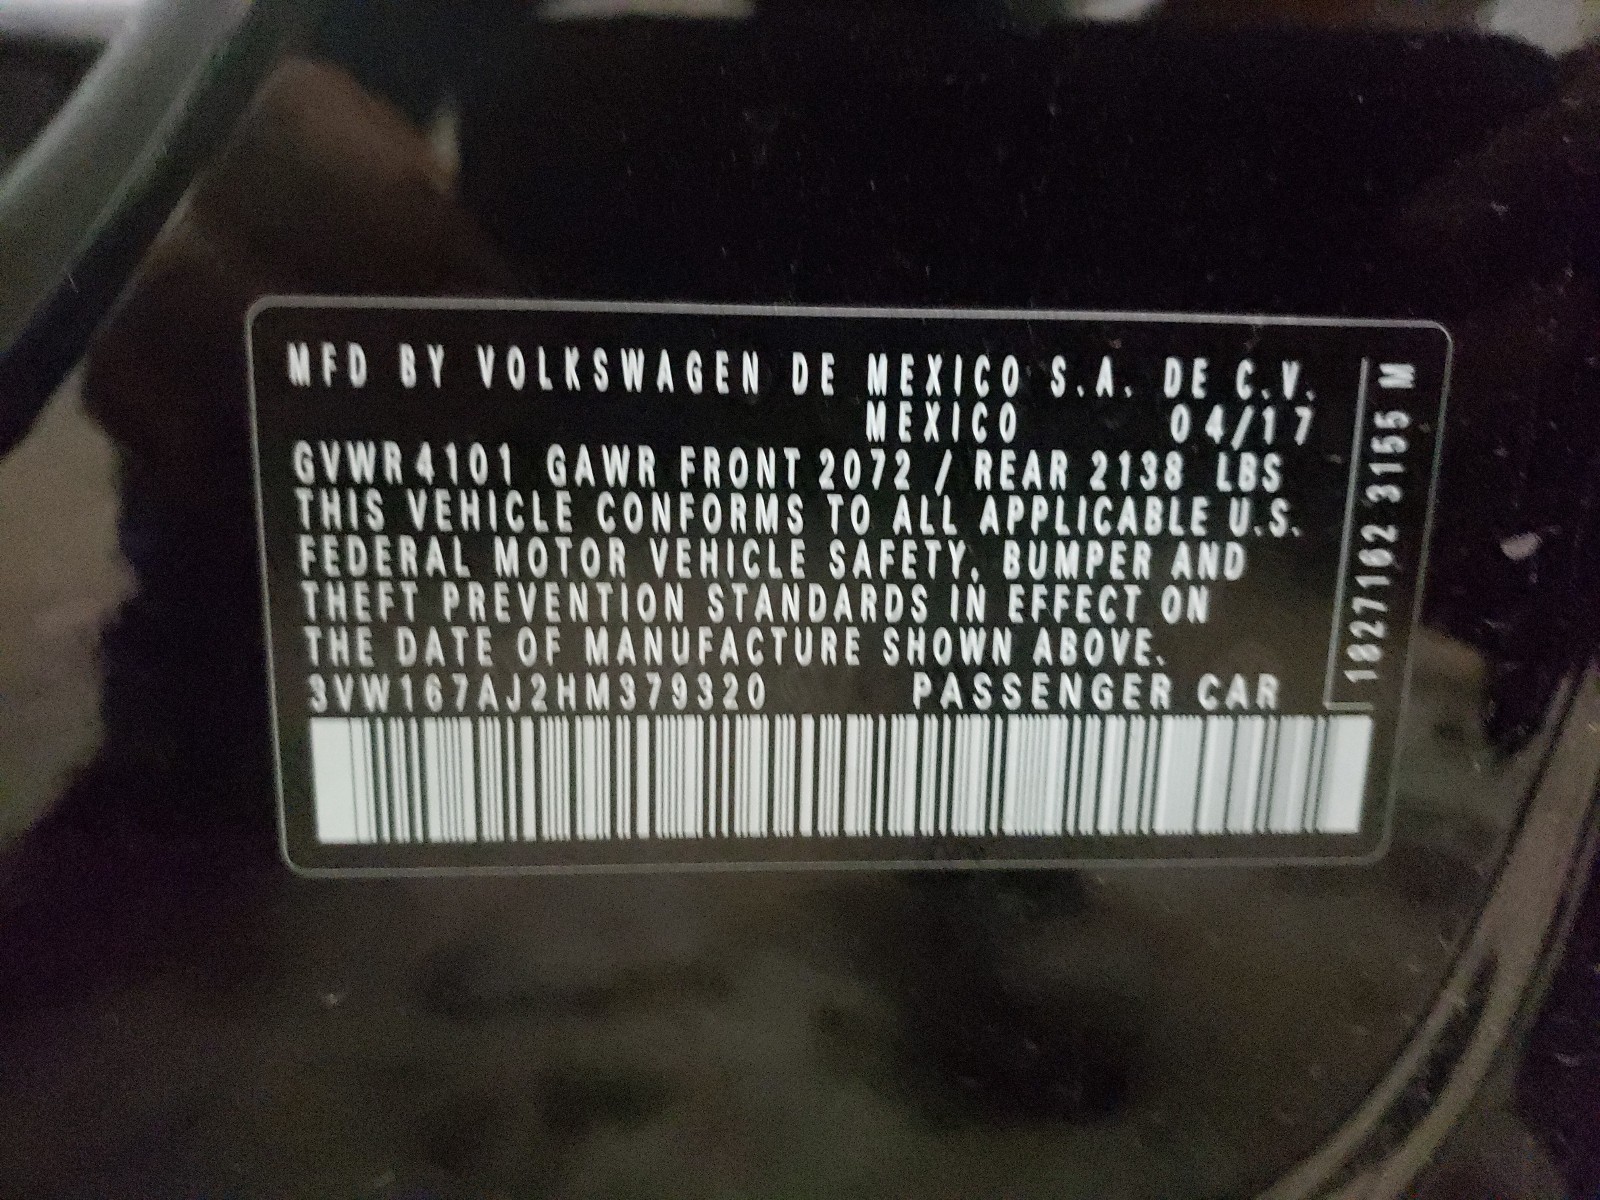 MFD BY VOLKSWAGEN DE MEXICO S.A. DE C.V.
MEXICO 04/17
GVWR 4101 GAWR FRONT 2072 / REAR 2138 LBS
THIS VEHICLE CONFORMS TO ALL APPLICABLE U.S.
FEDERAL MOTOR VEHICLE SAFETY, BUMPER AND
THEFT PREVENTION STANDARDS IN EFFECT ON
THE DATE OF MANUFACTURE SHOWN ABOVE.
3VW167AJ2HM379320 PASSENGER CAR
1827162 3155 M